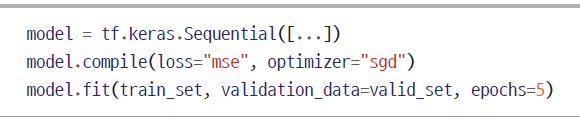 model = tf.keras.Sequential([...])
model.compile(loss="mse", optimizer="sgd")
model.fit(train_set, validation_data=valid_set, epochs=5)